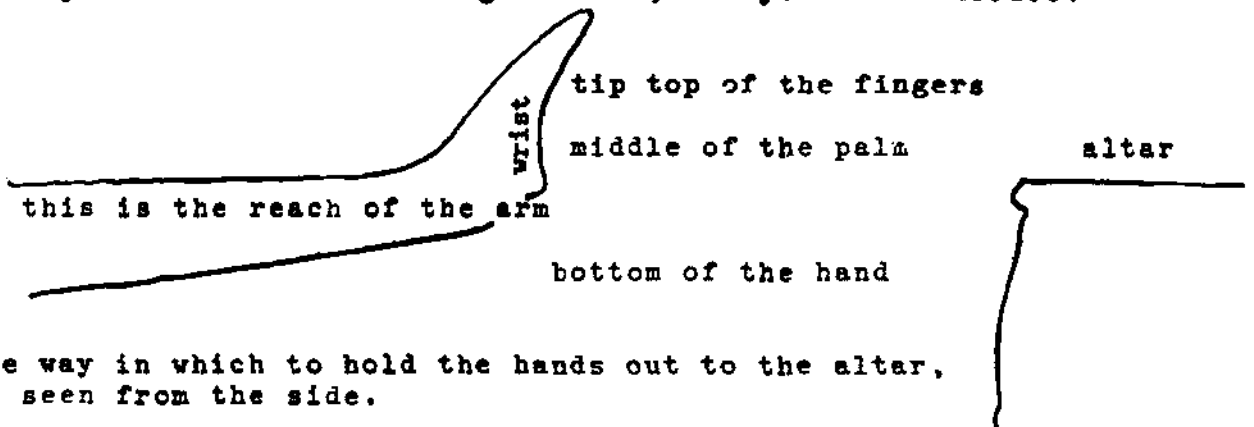 tip top of the fingers
wrist
middle of the palm
altar
this is the reach of the arm
bottom of the hand
e way in which to hold the hands out to the altar,
seen from the side.